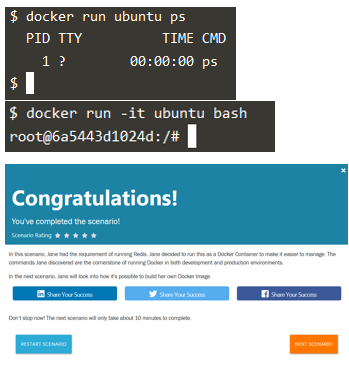 $ docker run ubuntu ps
PID TTY TIME CMD
1 ? 00:00:00 ps
$
$ docker run -it ubuntu bash
root@6a5443d1024d:/#
×
Congratulations!
You've completed the scenario!
Scenario Rating ★ ★ ★ ★ ★
In this scenario, Jane had the requirement of running Redis. Jane decided to run this as a Docker Container to make it easier to manage. The
commands Jane discovered are the cornerstone of running Docker in both development and production environments.
In the next scenario, Jane will look into how it's possible to build her own Docker Image.
in Share Your Success
Share Your Success
f Share Your Success
Don't stop now! The next scenario will only take about 10 minutes to complete.
RESTART SCENARIO
NEXT SCENARIO